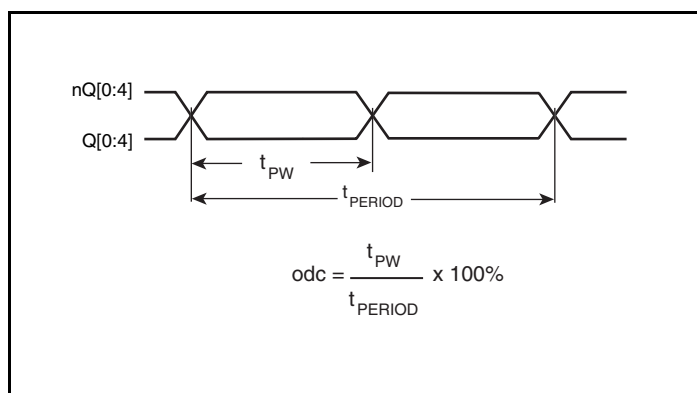 nQ[0:4]
Q[0:4]
tPW
tPERIOD
odc = tPW / tPERIOD x 100%